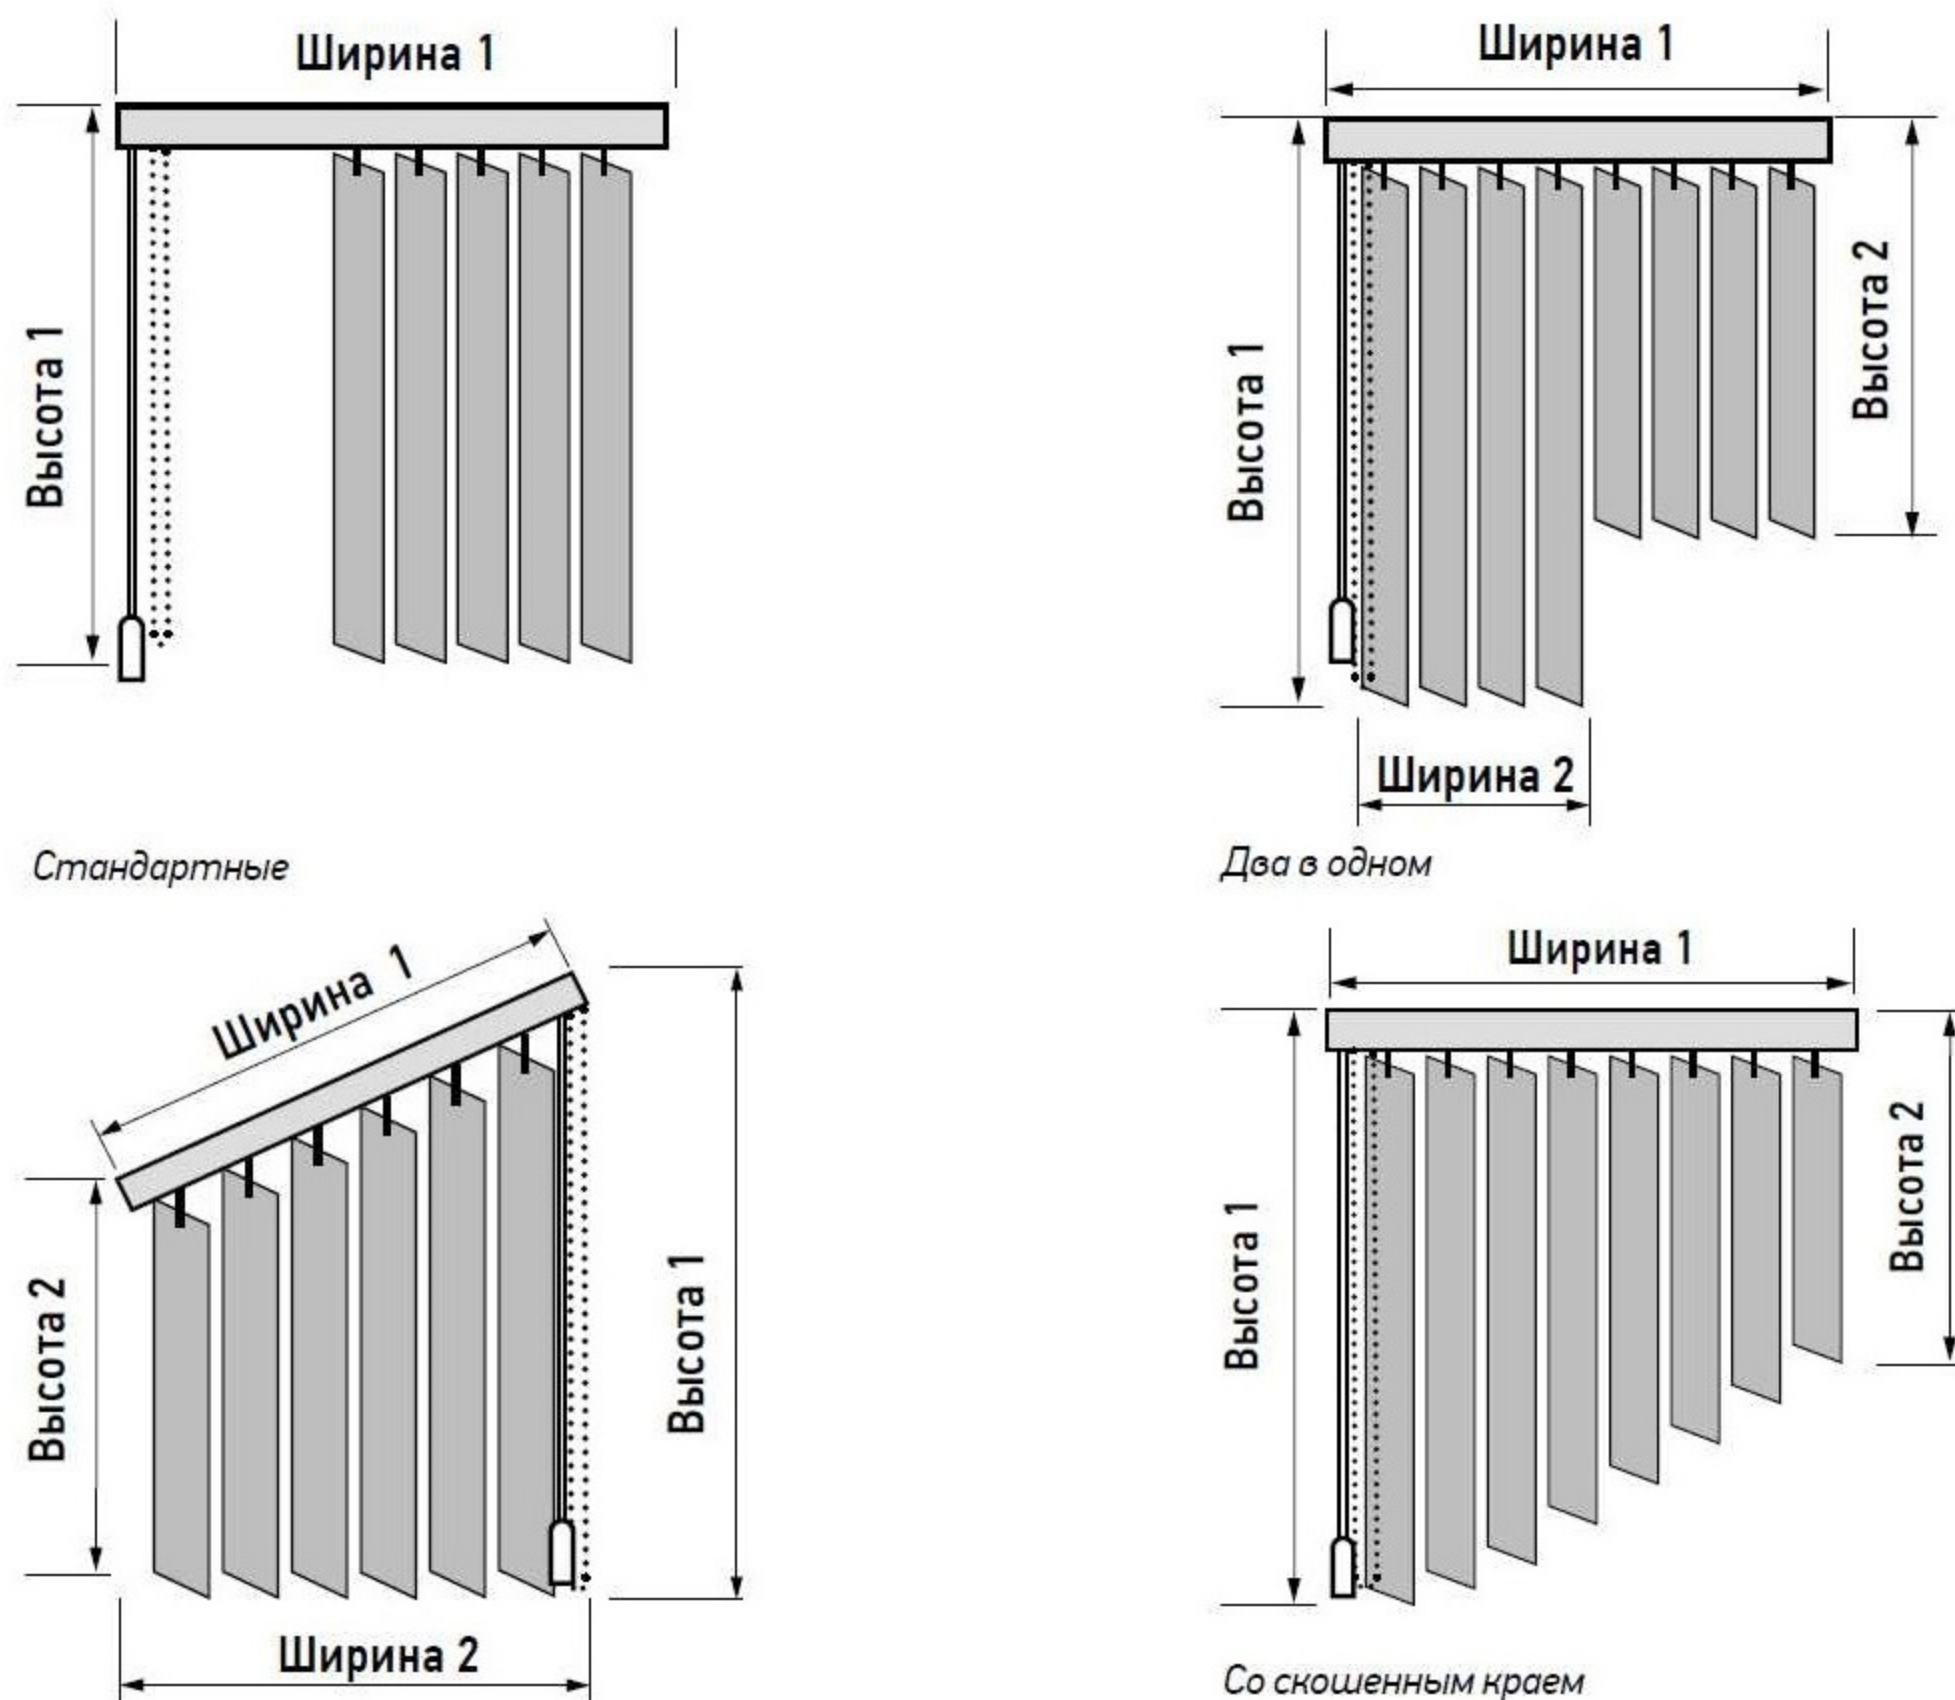 Ширина 1
Высота 1
Стандартные
Ширина 1
Высота 1
Высота 2
Ширина 2
Два в одном
Ширина 1
Высота 2
Высота 1
Ширина 2
Ширина 1
Высота 1
Высота 2
Со скошенным краем